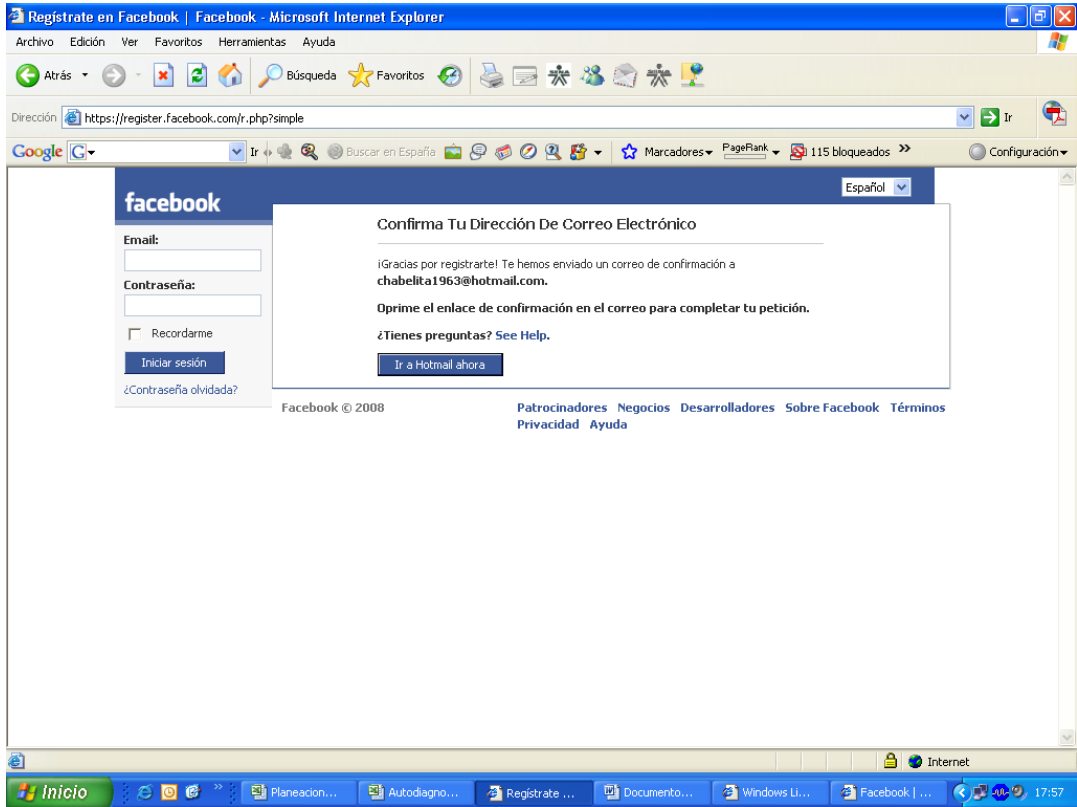 Regístrate en Facebook | Facebook - Microsoft Internet Explorer
Archivo Edición Ver Favoritos Herramientas Ayuda
Atrás Búsqueda Favoritos
Dirección https://register.facebook.com/r.php?simple Ir
Google G Ir Buscar en España Marcadores PageRank 115 bloqueados » Configuración
facebook
Español
Email:
Contraseña:
Recordarme
Iniciar sesión
¿Contraseña olvidada?
Confirma Tu Dirección De Correo Electrónico
¡Gracias por registrarte! Te hemos enviado un correo de confirmación a
chabelita1963@hotmail.com.
Oprime el enlace de confirmación en el correo para completar tu petición.
¿Tienes preguntas? See Help.
Ir a Hotmail ahora
Facebook © 2008
Patrocinadores Negocios Desarrolladores Sobre Facebook Términos
Privacidad Ayuda
Internet
Inicio » Planeacion... Autodiagno... Regístrate ... Documento... Windows Li... Facebook | ... 17:57